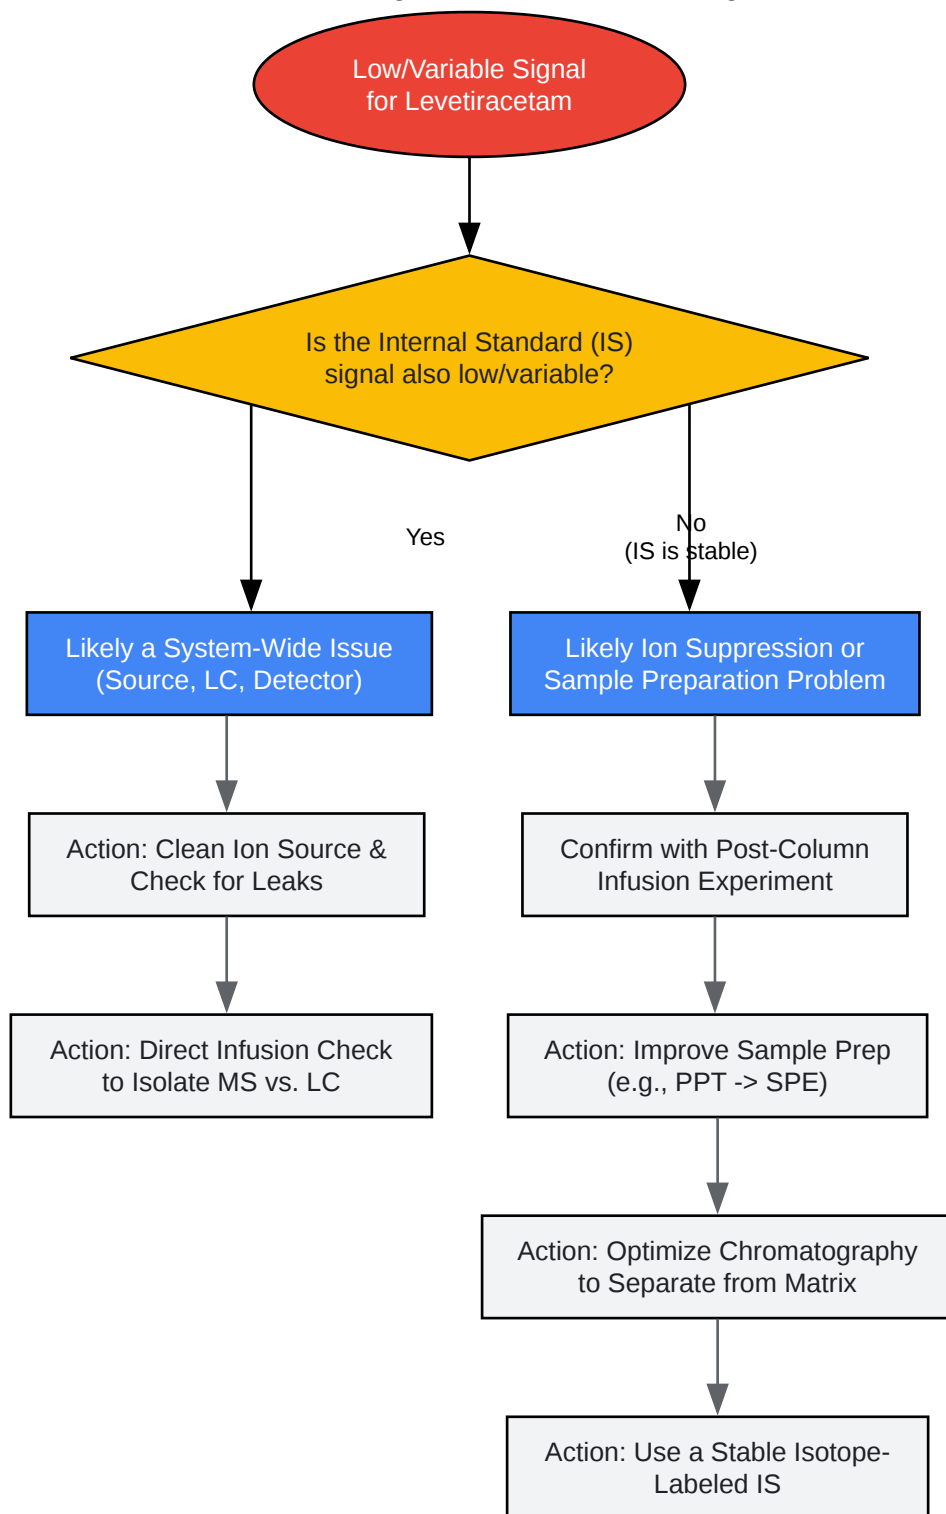 Low/Variable Signal
for Levetiracetam
Is the Internal Standard (IS)
signal also low/variable?
Yes
No
(IS is stable)
Likely a System-Wide Issue
(Source, LC, Detector)
Likely Ion Suppression or
Sample Preparation Problem
Action: Clean Ion Source &
Check for Leaks
Confirm with Post-Column
Infusion Experiment
Action: Direct Infusion Check
to Isolate MS vs. LC
Action: Improve Sample Prep
(e.g., PPT -> SPE)
Action: Optimize Chromatography
to Separate from Matrix
Action: Use a Stable Isotope-
Labeled IS